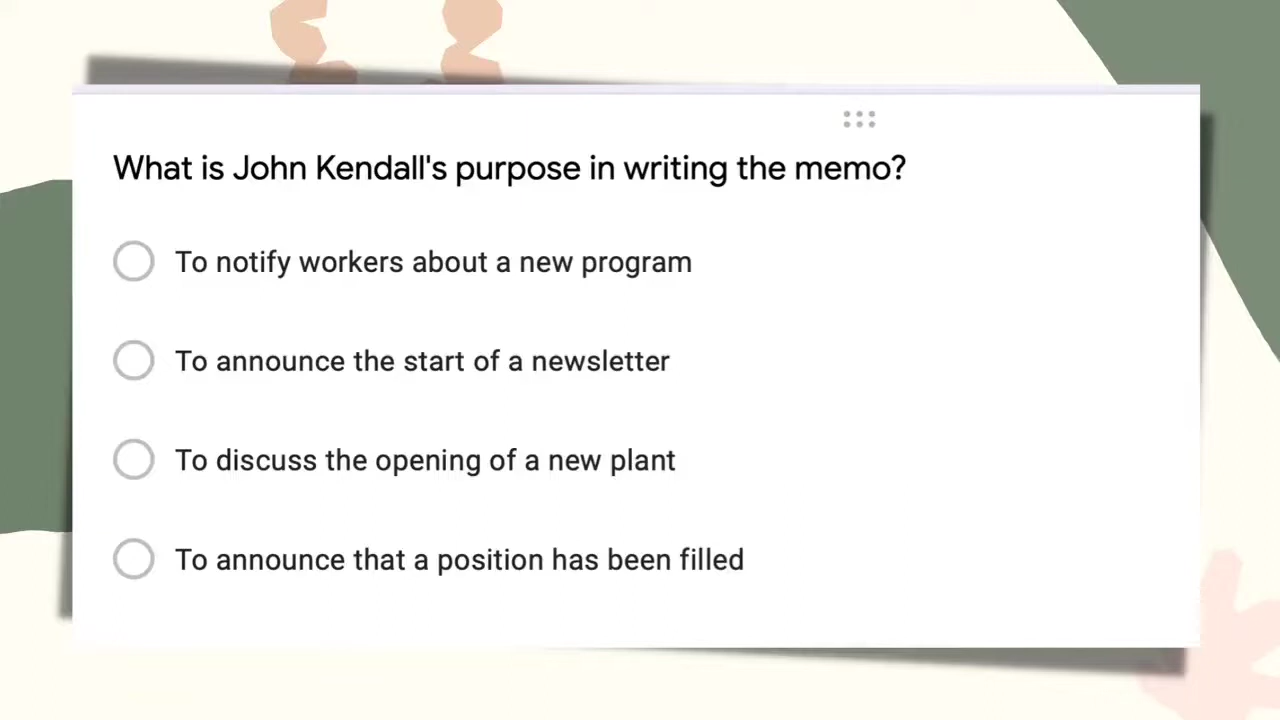 What is John Kendall's purpose in writing the memo?
To notify workers about a new program
To announce the start of a newsletter
To discuss the opening of a new plant
To announce that a position has been filled